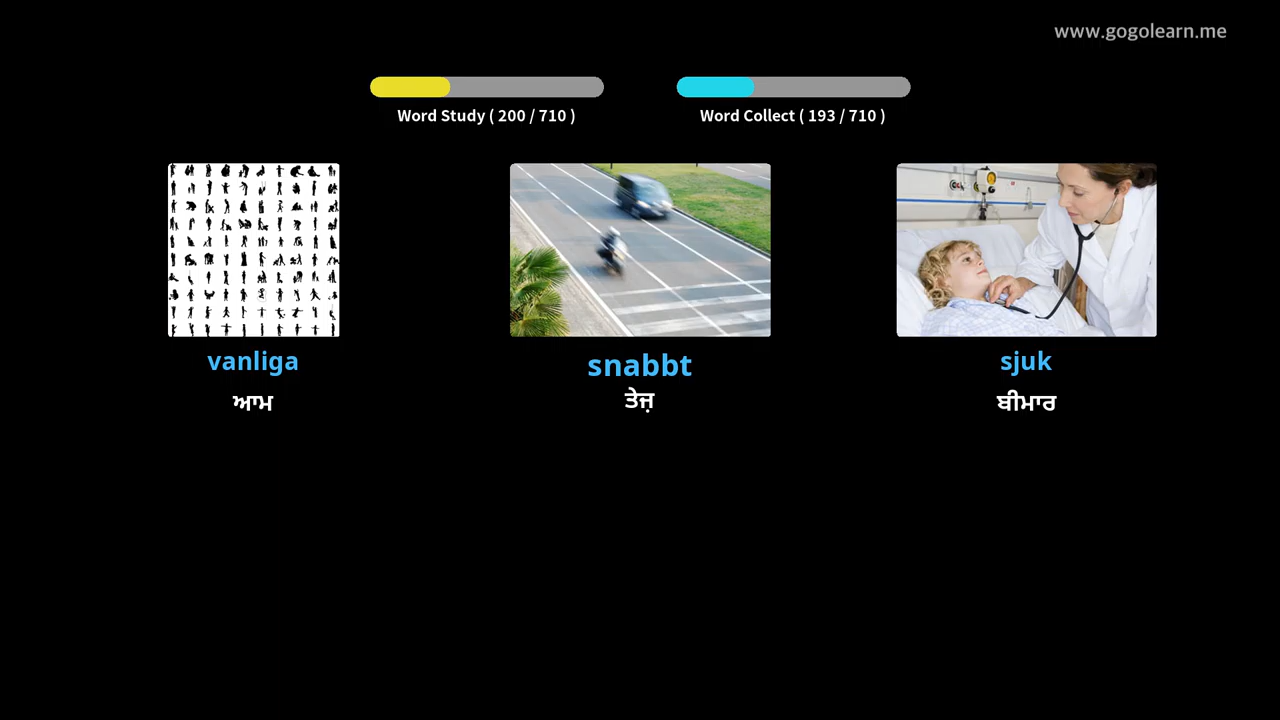 www.gogolearn.me
Word Study ( 200 / 710 )
Word Collect ( 193 / 710 )
vanliga
ਆਮ
snabbt
ਤੇਜ਼
sjuk
ਬੀਮਾਰ